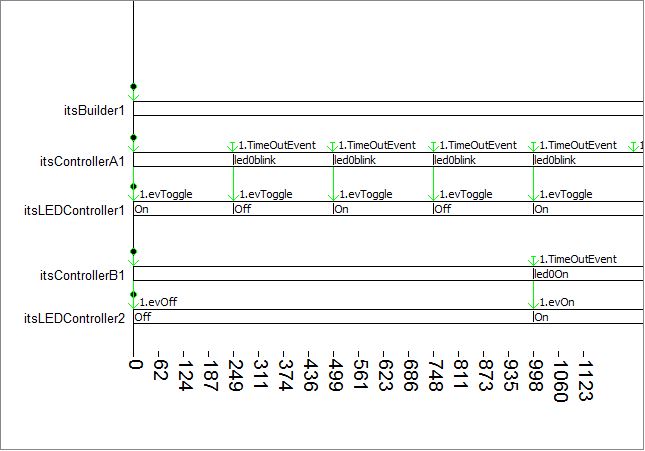 itsBuilder1
1.TimeOutEvent 1.TimeOutEvent 1.TimeOutEvent 1.TimeOutEvent 1
itsControllerA1 led0blink led0blink led0blink led0blink
1.evToggle 1.evToggle 1.evToggle 1.evToggle 1.evToggle
itsLEDController1 On Off On Off On
1.TimeOutEvent
itsControllerB1 led0On
1.evOff 1.evOn
itsLEDController2 Off On
0 62 124 187 249 311 374 436 499 561 623 686 748 811 873 935 998 1060 1123